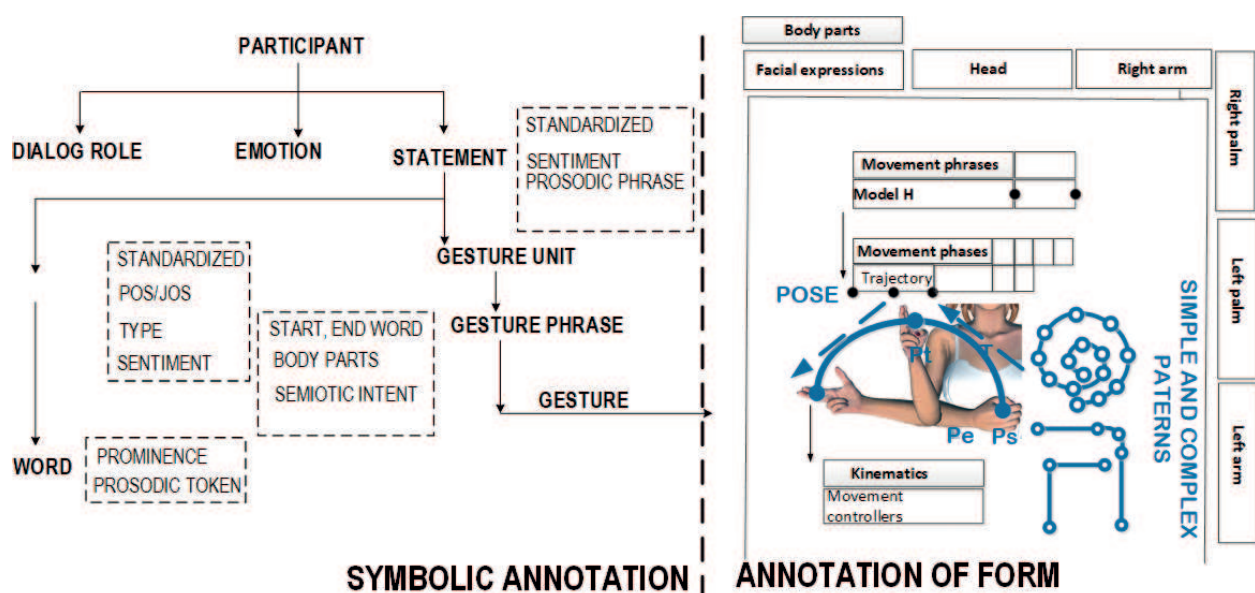 PARTICIPANT
DIALOG ROLE
EMOTION
STATEMENT
STANDARDIZED
SENTIMENT
PROSODIC PHRASE
STANDARDIZED
POS/JOS
TYPE
SENTIMENT
GESTURE UNIT
START, END WORD
BODY PARTS
SEMIOTIC INTENT
GESTURE PHRASE
GESTURE
WORD
PROMINENCE
PROSODIC TOKEN
SYMBOLIC ANNOTATION
Body parts
Facial expressions
Head
Right arm
Right palm
Left palm
Left arm
Movement phrases
Model H
Movement phases
Trajectory
POSE
Pt
T
Pe
Ps
SIMPLE AND COMPLEX
PATERNS
Kinematics
Movement
controllers
ANNOTATION OF FORM